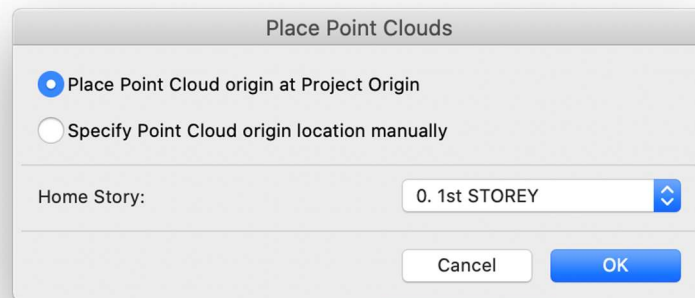 Place Point Clouds
Place Point Cloud origin at Project Origin
Specify Point Cloud origin location manually
Home Story: 0. 1st STOREY
Cancel OK